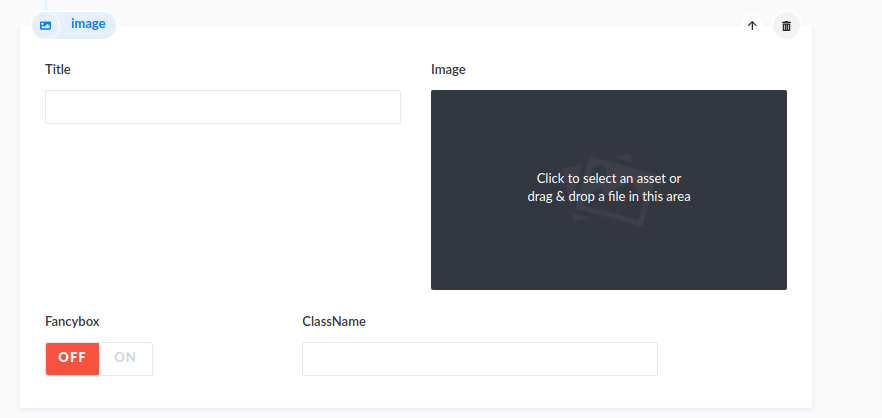 image
Title
Image
Click to select an asset or
drag & drop a file in this area
Fancybox
ClassName
OFF ON